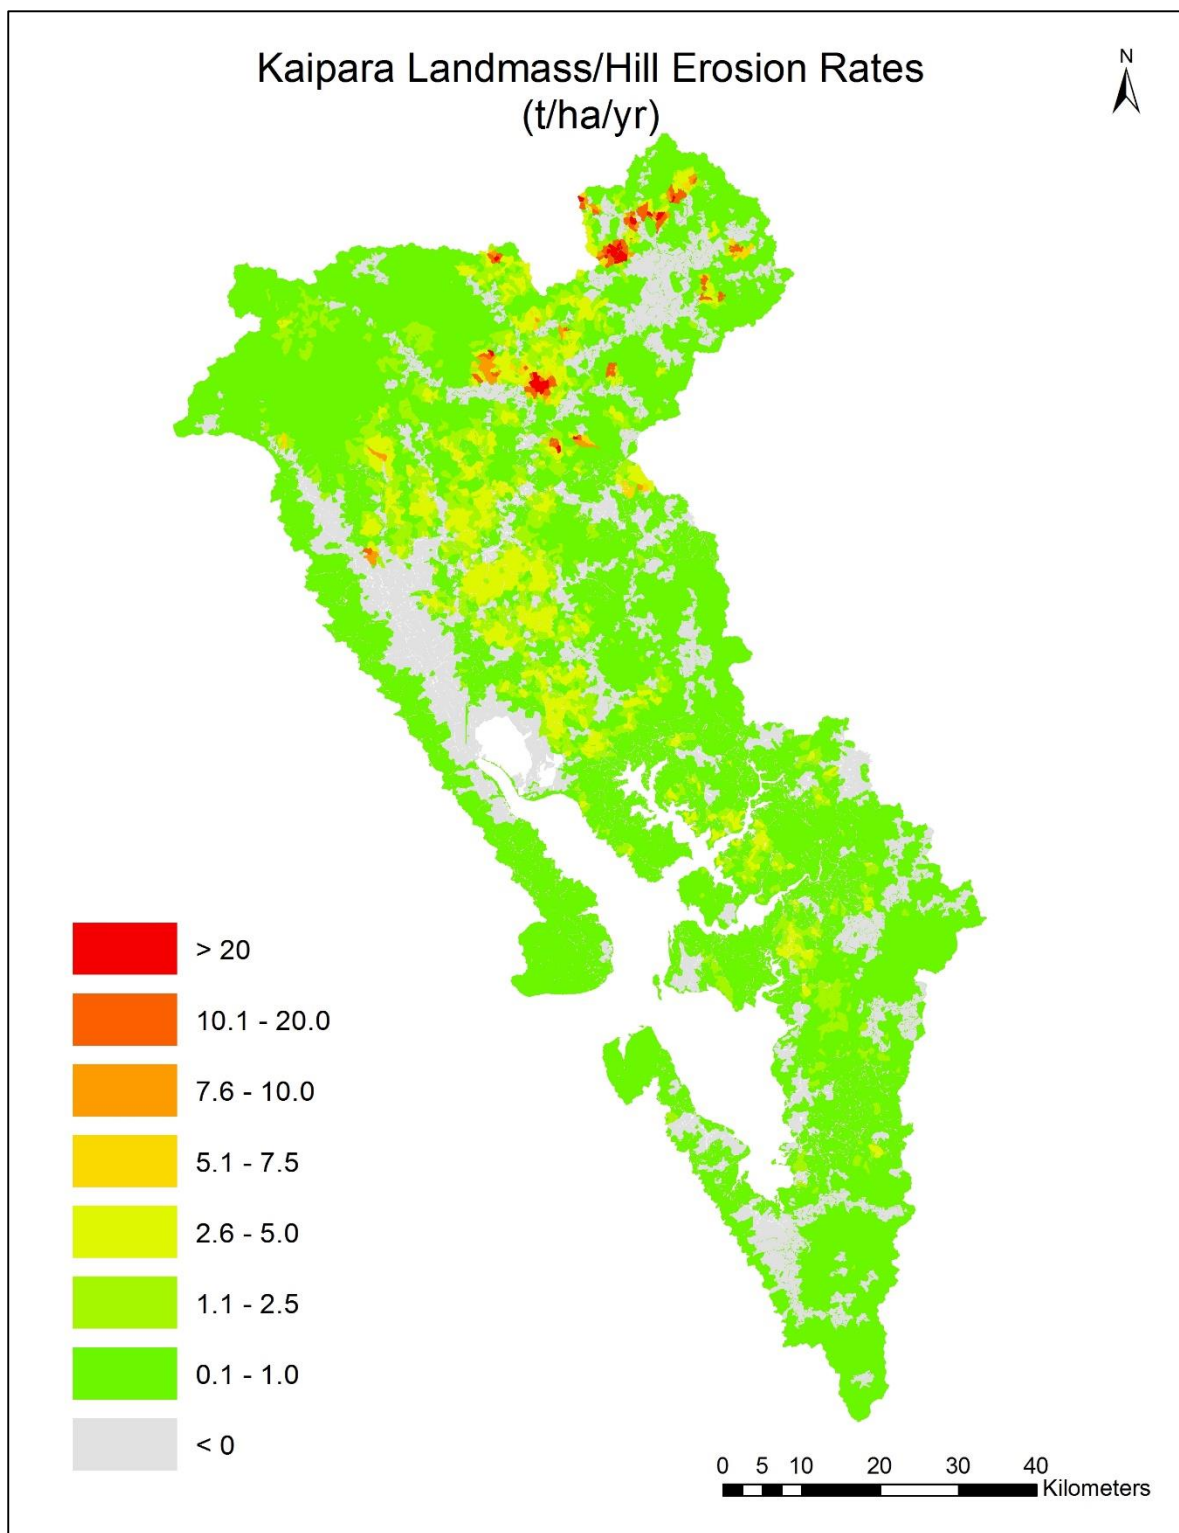 Kaipara Landmass/Hill Erosion Rates
(t/ha/yr)
N
> 20
10.1 - 20.0
7.6 - 10.0
5.1 - 7.5
2.6 - 5.0
1.1 - 2.5
0.1 - 1.0
< 0
0 5 10 20 30 40
Kilometers